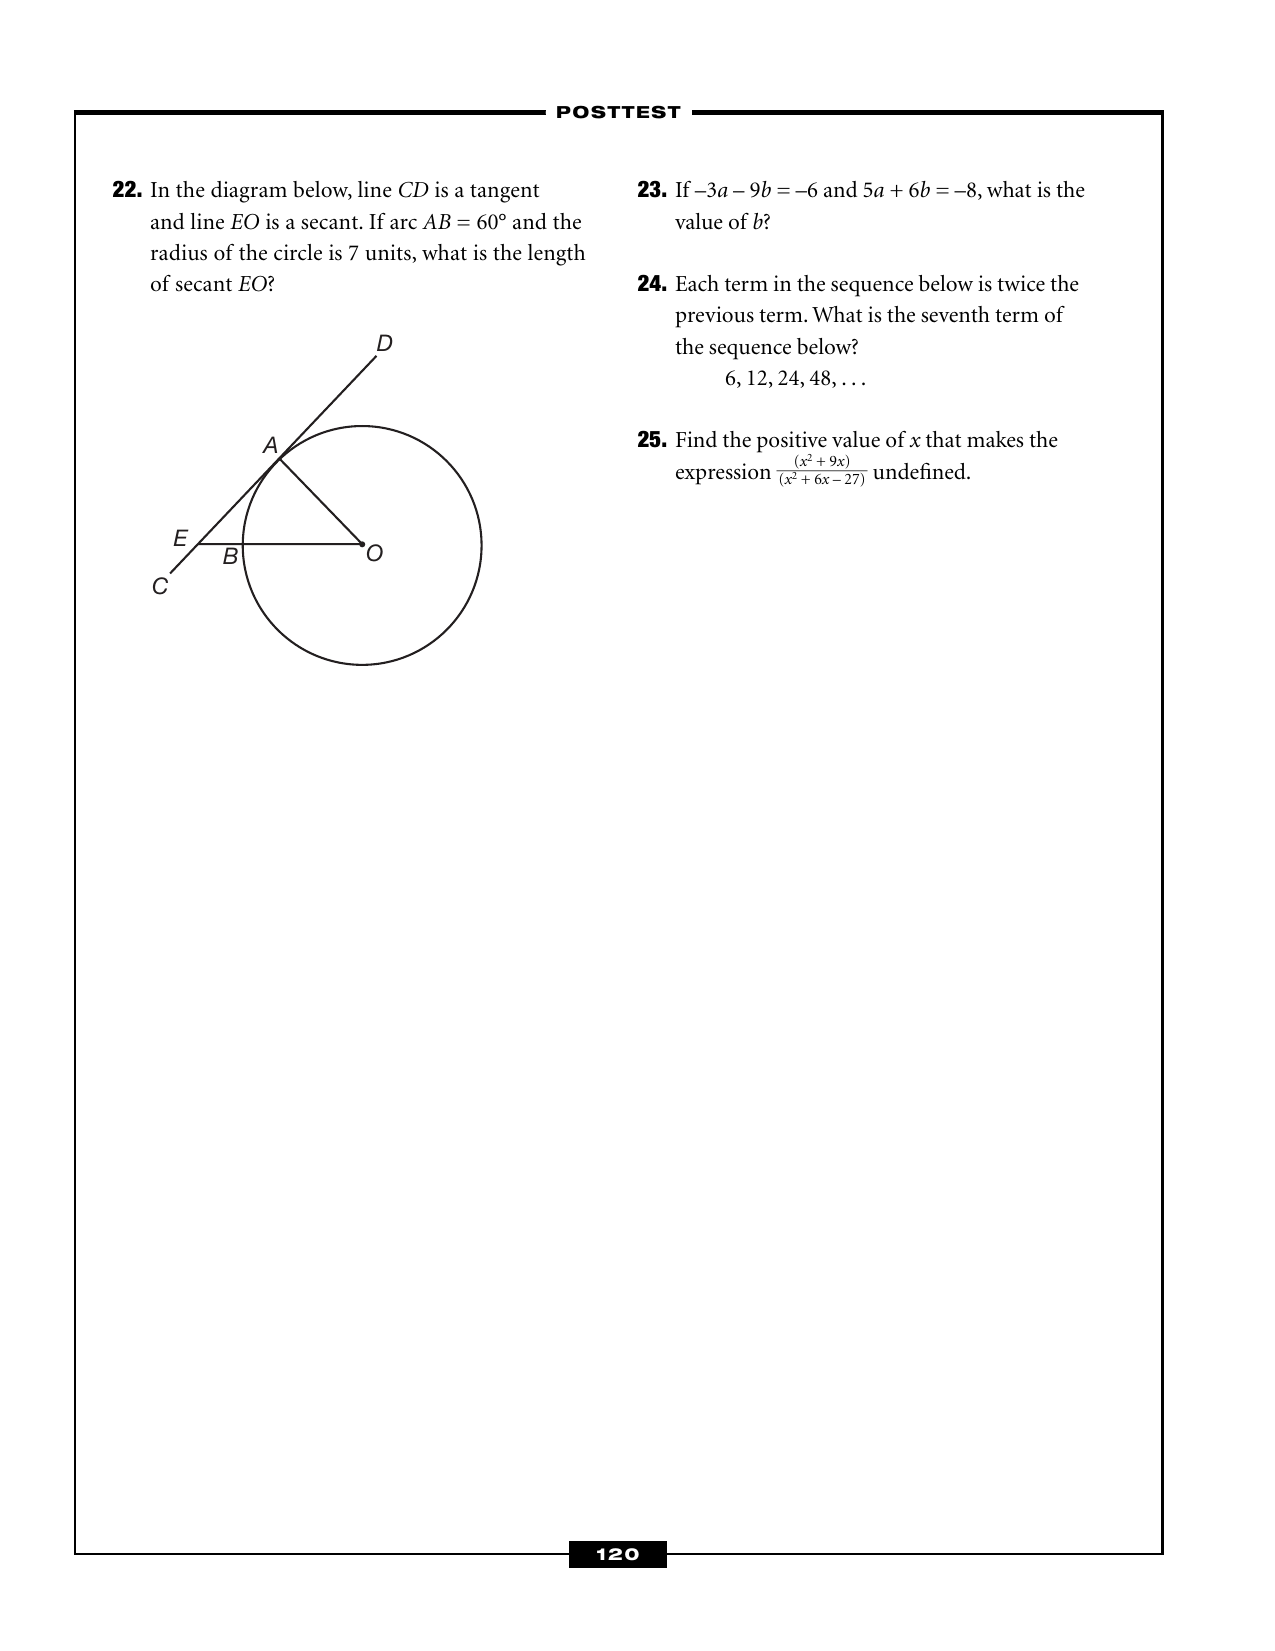 POSTTEST
22. In the diagram below, line CD is a tangent
and line EO is a secant. If arc AB = 60° and the
radius of the circle is 7 units, what is the length
of secant EO?
D
A
E
B
O
C
23. If –3a – 9b = –6 and 5a + 6b = –8, what is the
value of b?
24. Each term in the sequence below is twice the
previous term. What is the seventh term of
the sequence below?
6, 12, 24, 48, . . .
25. Find the positive value of x that makes the
expression (x² + 9x)/(x² + 6x – 27) undefined.
120